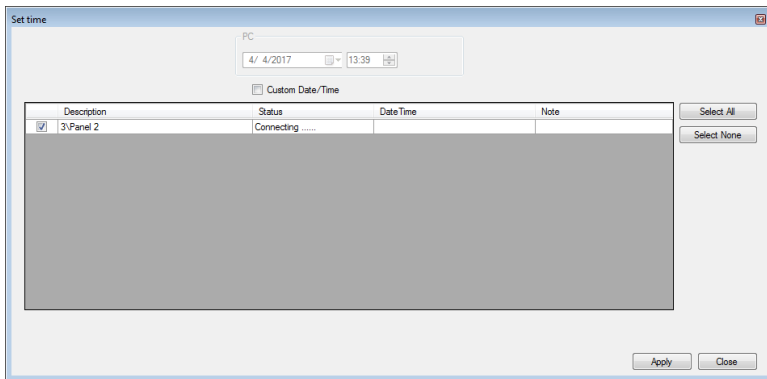 Set time
PC
4/ 4/2017 13:39
Custom Date/Time
Description Status DateTime Note
3\Panel 2 Connecting ......
Select All
Select None
Apply Close